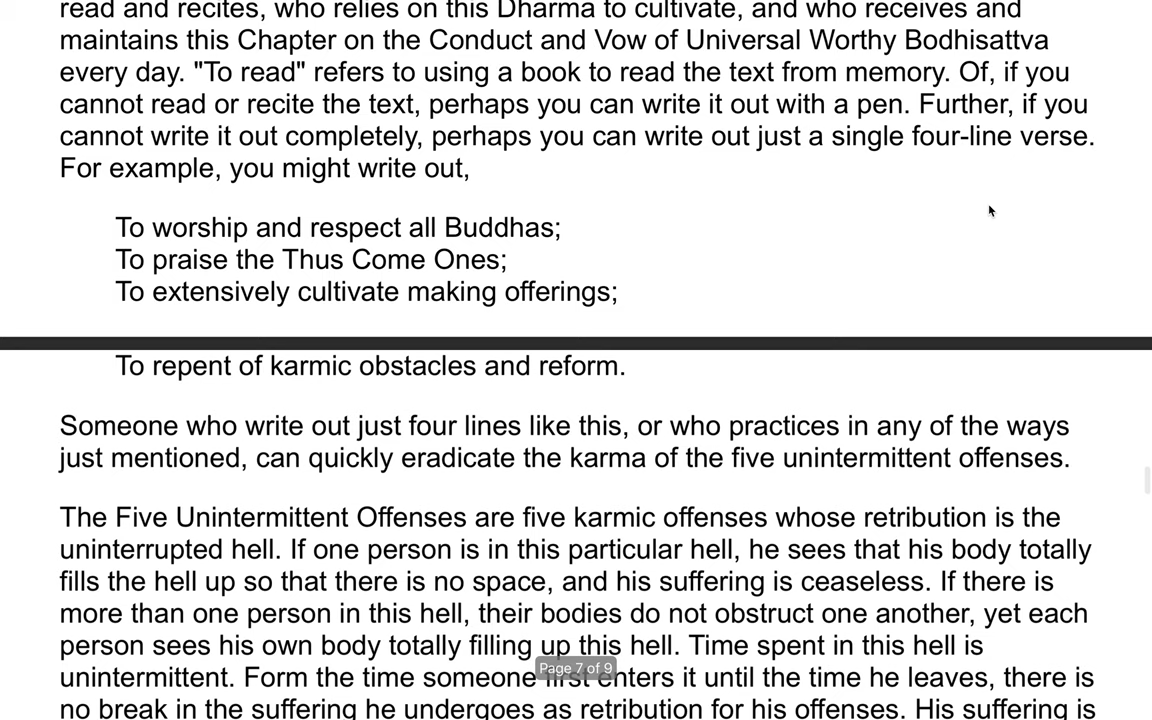 read and recites, who relies on this Dharma to cultivate, and who receives and
maintains this Chapter on the Conduct and Vow of Universal Worthy Bodhisattva
every day. "To read" refers to using a book to read the text from memory. Of, if you
cannot read or recite the text, perhaps you can write it out with a pen. Further, if you
cannot write it out completely, perhaps you can write out just a single four-line verse.
For example, you might write out,
To worship and respect all Buddhas;
To praise the Thus Come Ones;
To extensively cultivate making offerings;
To repent of karmic obstacles and reform.
Someone who write out just four lines like this, or who practices in any of the ways
just mentioned, can quickly eradicate the karma of the five unintermittent offenses.
The Five Unintermittent Offenses are five karmic offenses whose retribution is the
uninterrupted hell. If one person is in this particular hell, he sees that his body totally
fills the hell up so that there is no space, and his suffering is ceaseless. If there is
more than one person in this hell, their bodies do not obstruct one another, yet each
person sees his own body totally filling up this hell. Time spent in this hell is
Page 7 of 9
unintermittent. Form the time someone first enters it until the time he leaves, there is
no break in the suffering he undergoes as retribution for his offenses. His suffering is